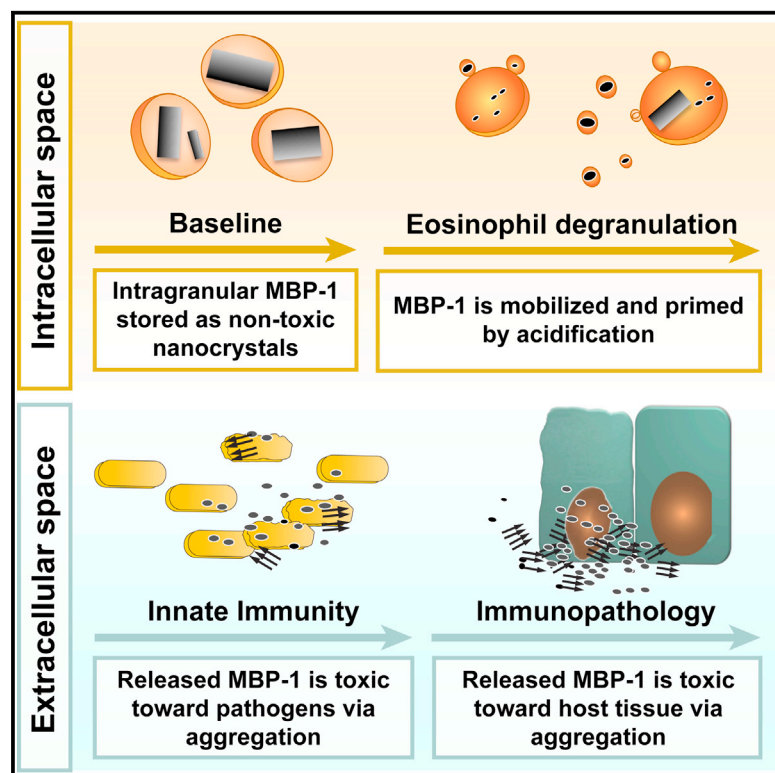 Intracellular space
Baseline
Eosinophil degranulation
Intragranular MBP-1
stored as non-toxic
nanocrystals
MBP-1 is mobilized and primed
by acidification
Extracellular space
Innate Immunity
Immunopathology
Released MBP-1 is toxic
toward pathogens via
aggregation
Released MBP-1 is toxic
toward host tissue via
aggregation